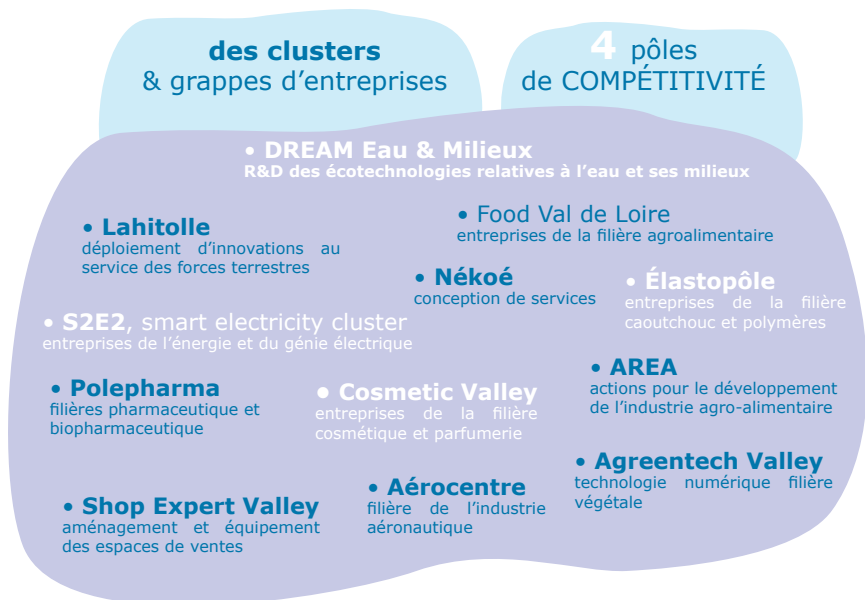 des clusters
& grappes d'entreprises
4 pôles
de COMPÉTITIVITÉ
• DREAM Eau & Milieux
R&D des écotechnologies relatives à l'eau et ses milieux
• Lahitolle
déploiement d'innovations au
service des forces terrestres
• Food Val de Loire
entreprises de la filière agroalimentaire
• Nékoé
conception de services
• Élastopôle
entreprises de la filière
caoutchouc et polymères
• S2E2, smart electricity cluster
entreprises de l'énergie et du génie électrique
• Polepharma
filières pharmaceutique et
biopharmaceutique
• Cosmetic Valley
entreprises de la filière
cosmétique et parfumerie
• AREA
actions pour le développement
de l'industrie agro-alimentaire
• Agreentech Valley
technologie numérique filière
végétale
• Shop Expert Valley
aménagement et équipement
des espaces de ventes
• Aérocentre
filière de l'industrie
aéronautique